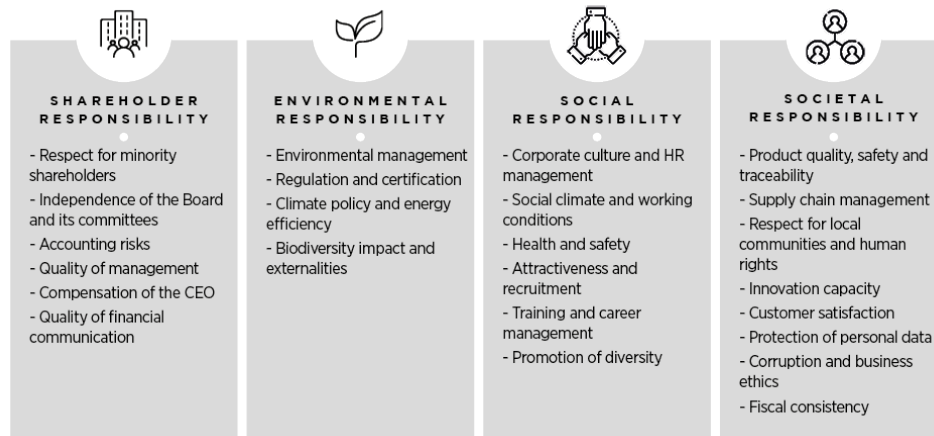 SHAREHOLDER
RESPONSIBILITY
- Respect for minority
shareholders
- Independence of the Board
and its committees
- Accounting risks
- Quality of management
- Compensation of the CEO
- Quality of financial
communication
ENVIRONMENTAL
RESPONSIBILITY
- Environmental management
- Regulation and certification
- Climate policy and energy
efficiency
- Biodiversity impact and
externalities
SOCIAL
RESPONSIBILITY
- Corporate culture and HR
management
- Social climate and working
conditions
- Health and safety
- Attractiveness and
recruitment
- Training and career
management
- Promotion of diversity
SOCIETAL
RESPONSIBILITY
- Product quality, safety and
traceability
- Supply chain management
- Respect for local
communities and human
rights
- Innovation capacity
- Customer satisfaction
- Protection of personal data
- Corruption and business
ethics
- Fiscal consistency